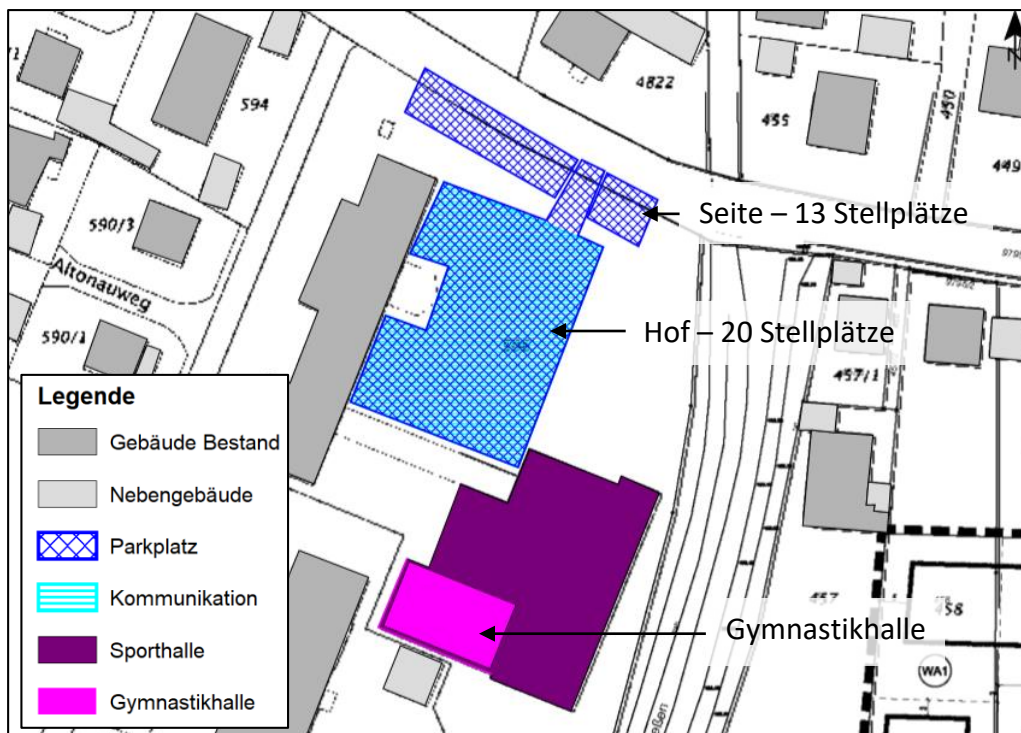 594
4822
455
450
449
590/3
Seite – 13 Stellplätze
Altonauweg
Hof – 20 Stellplätze
590/1
457/1
Legende
Gebäude Bestand
Nebengebäude
Parkplatz
Kommunikation
Sporthalle
Gymnastikhalle
457
458
Gymnastikhalle
WA1